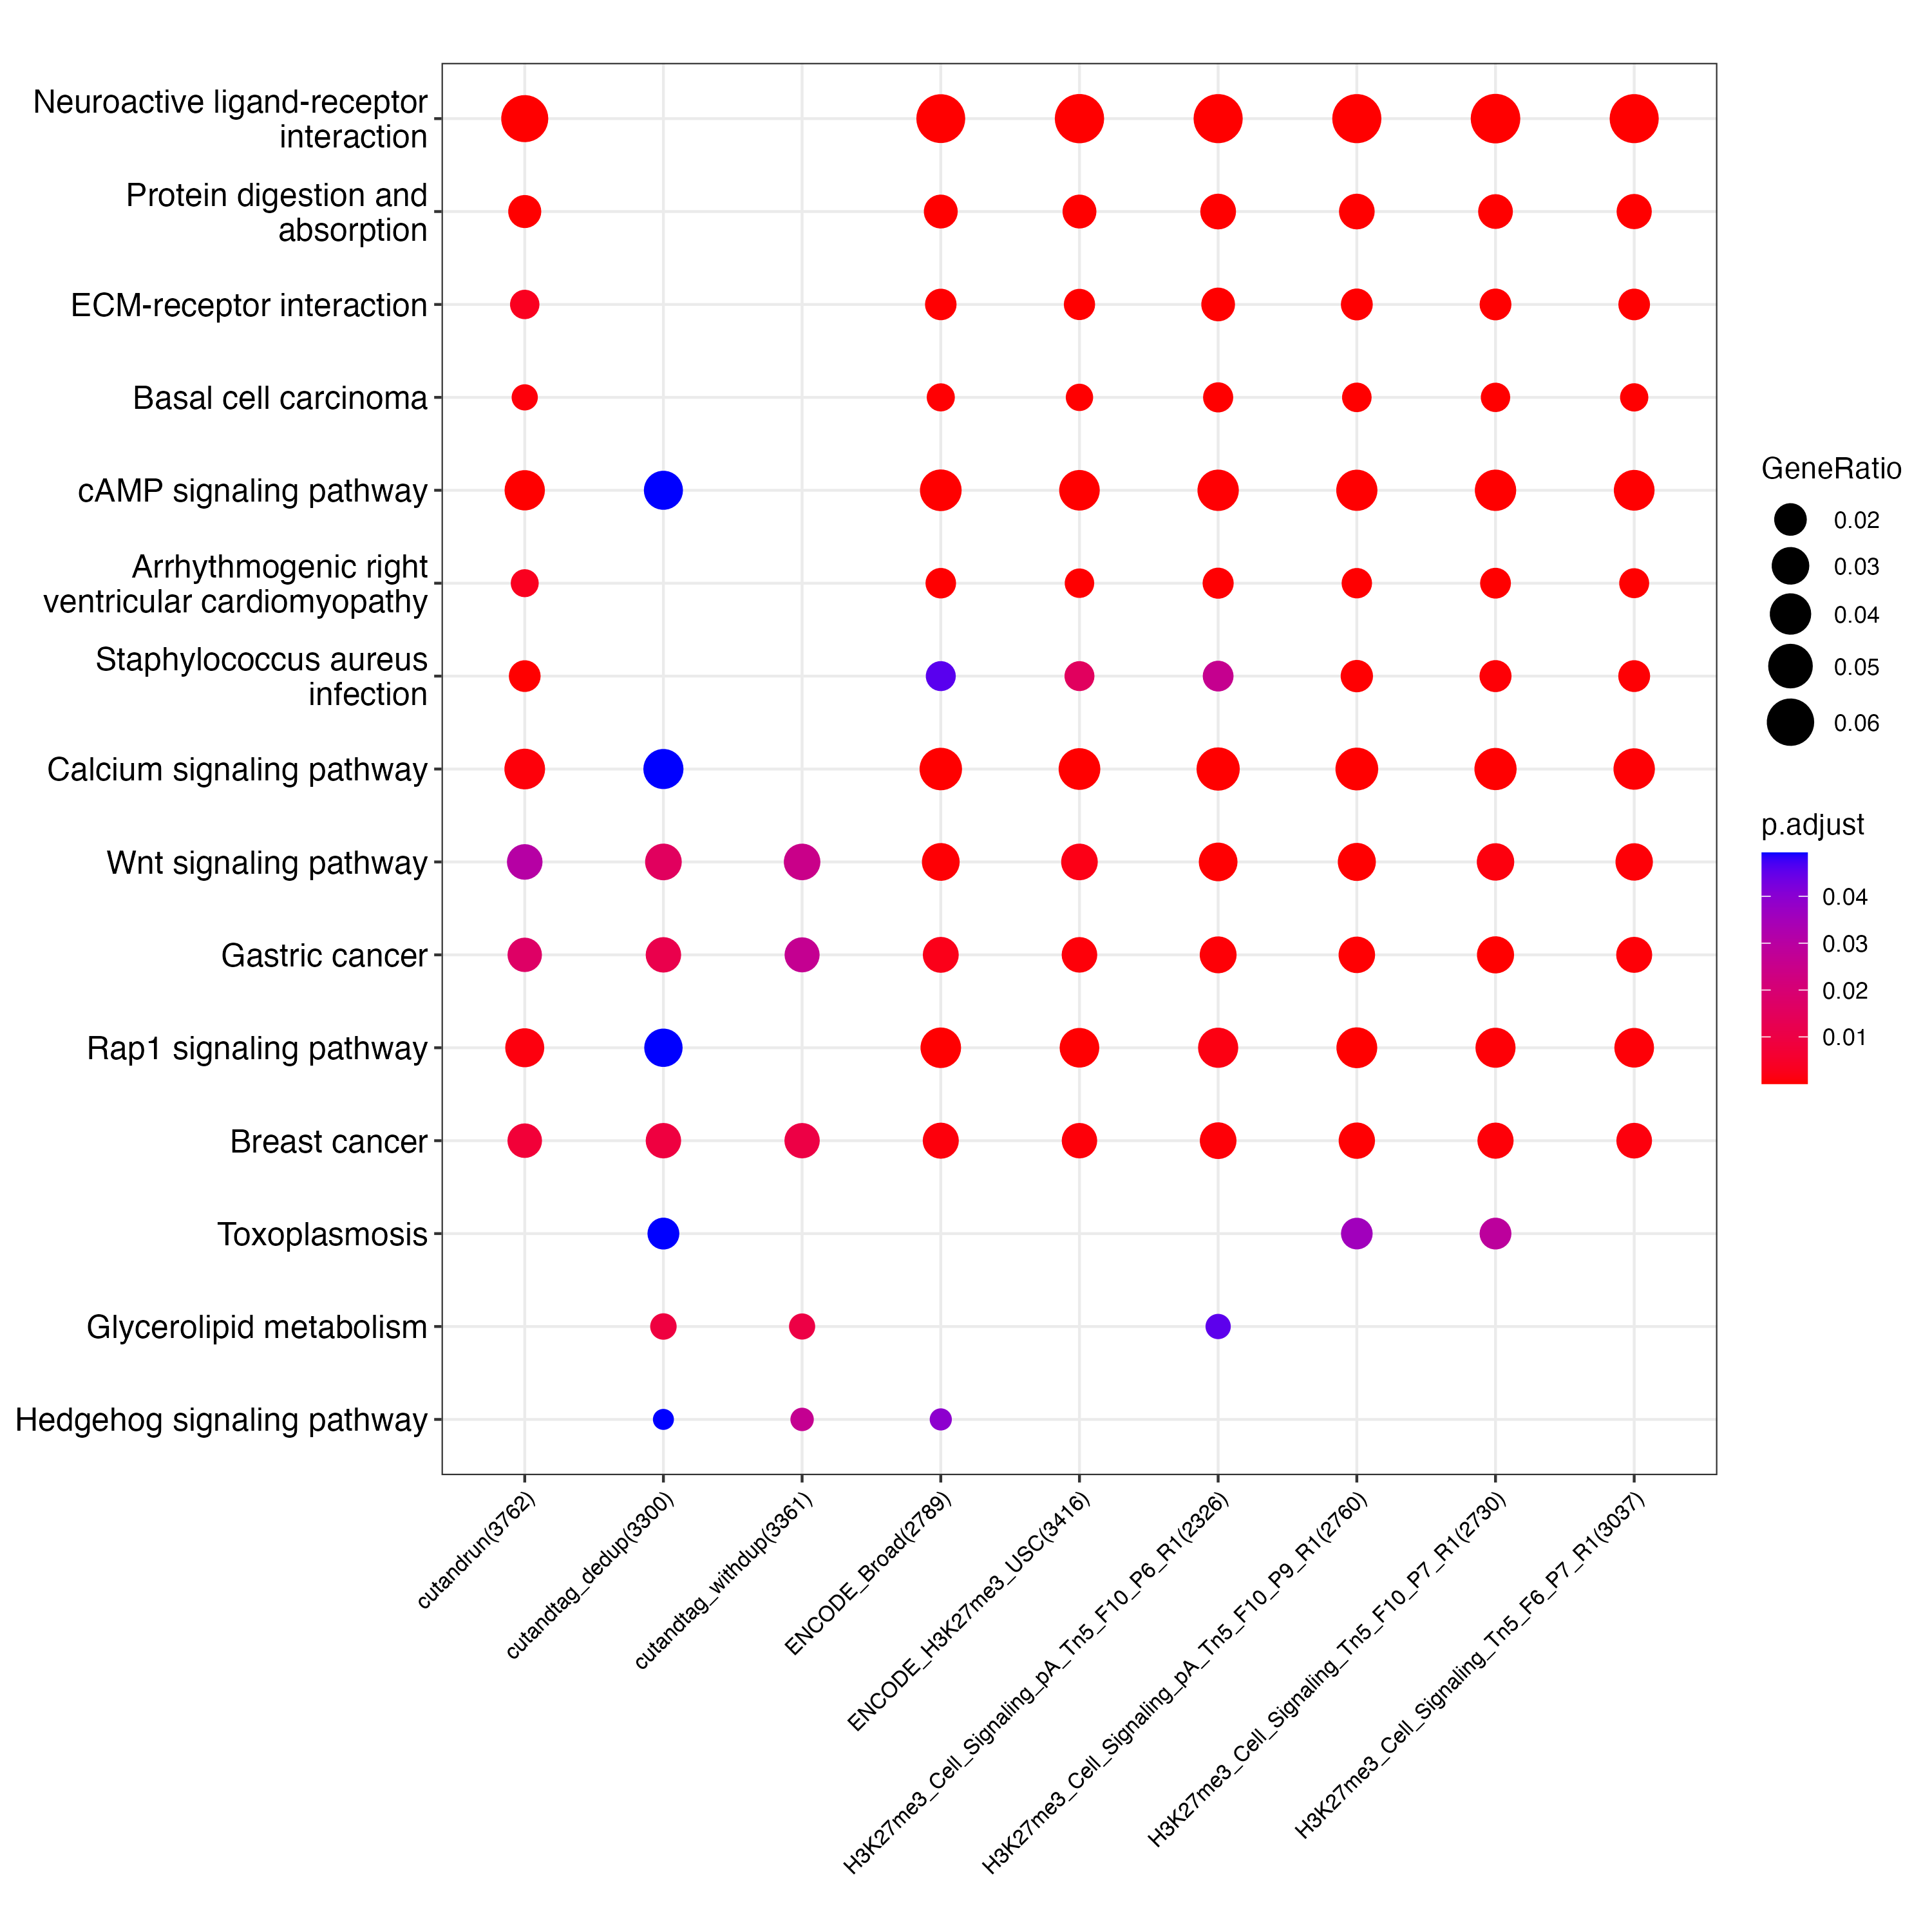 Neuroactive ligand-receptor
interaction
Protein digestion and
absorption
ECM-receptor interaction
Basal cell carcinoma
cAMP signaling pathway
Arrhythmogenic right
ventricular cardiomyopathy
Staphylococcus aureus
infection
Calcium signaling pathway
Wnt signaling pathway
Gastric cancer
Rap1 signaling pathway
Breast cancer
Toxoplasmosis
Glycerolipid metabolism
Hedgehog signaling pathway
cutandrun(3762)
cutandtag_dedup(3300)
cutandtag_withdup(3361)
ENCODE_Broad(2789)
ENCODE_H3K27me3_USC(3416)
H3K27me3_Cell_Signaling_pA_Tn5_F10_P6_R1(2326)
H3K27me3_Cell_Signaling_pA_Tn5_F10_P9_R1(2760)
H3K27me3_Cell_Signaling_Tn5_F10_P7_R1(2730)
H3K27me3_Cell_Signaling_Tn5_F6_P7_R1(3037)
GeneRatio
0.02
0.03
0.04
0.05
0.06
p.adjust
0.04
0.03
0.02
0.01